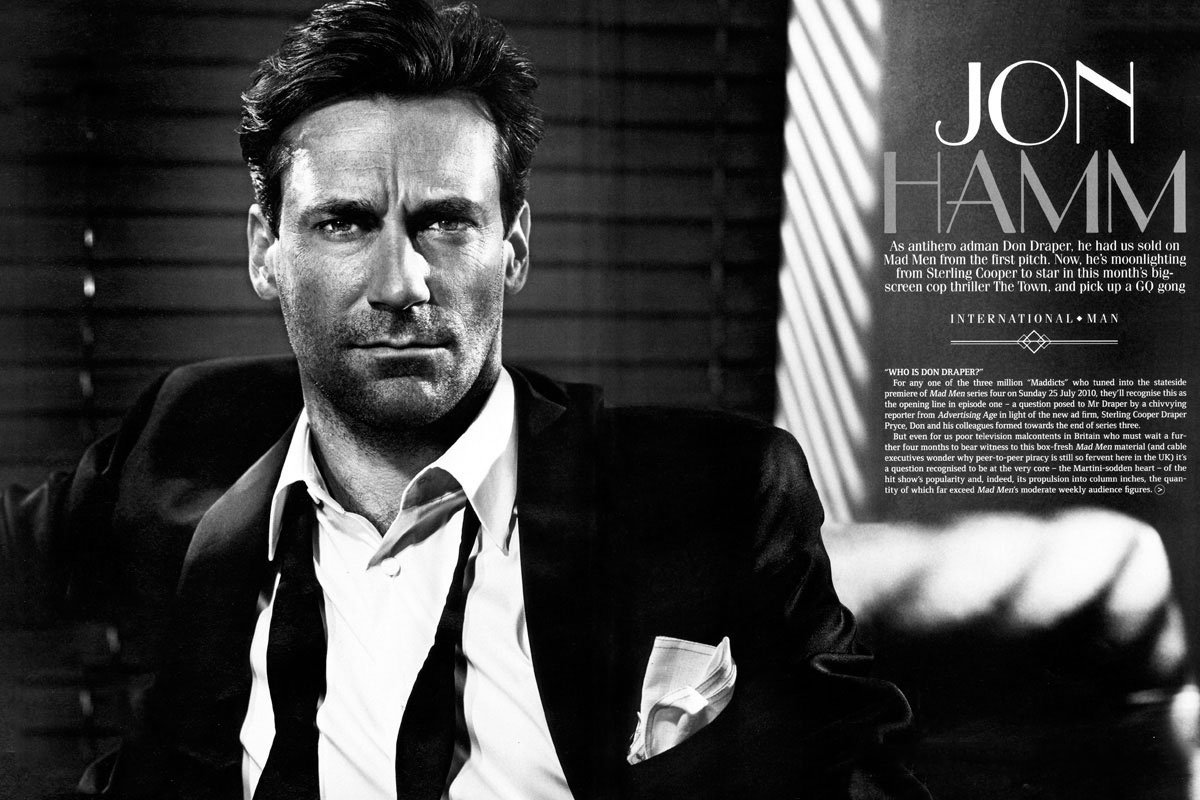 JON
HAMM
As antihero adman Don Draper, he had us sold on
Mad Men from the first pitch. Now, he's moonlighting
from Sterling Cooper to star in this month's big-
screen cop thriller The Town, and pick up a GQ gong
INTERNATIONAL◆MAN
“WHO IS DON DRAPER?”
For any one of the three million “Maddicts” who tuned into the stateside
premiere of Mad Men series four on Sunday 25 July 2010, they'll recognise this as
the opening line in episode one – a question posed to Mr Draper by a chivvying
reporter from Advertising Age in light of the new ad firm, Sterling Cooper Draper
Pryce, Don and his colleagues formed towards the end of series three.
But even for us poor television malcontents in Britain who must wait a fur-
ther four months to bear witness to this box-fresh Mad Men material (and cable
executives wonder why peer-to-peer piracy is still so fervent here in the UK) it's
a question recognised to be at the very core – the Martini-sodden heart – of the
hit show's popularity and, indeed, its propulsion into column inches, the quan-
tity of which far exceed Mad Men's moderate weekly audience figures. >